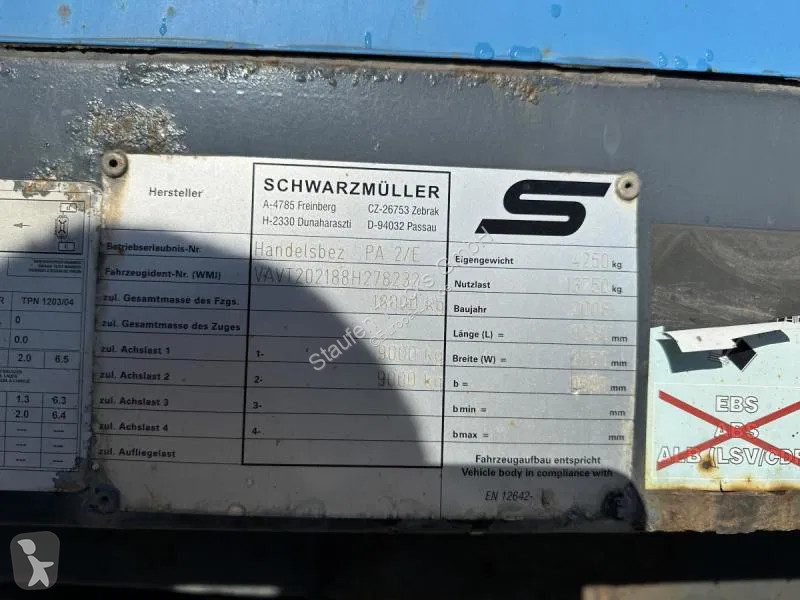 Hersteller
SCHWARZMÜLLER
A-4785 Freinberg CZ-26753 Zebrak
H-2330 Dunaharaszti D-94032 Passau
S
Betriebserlaubnis-Nr. Handelsbez PA 2/E
Fahrzeugident-Nr. (WMI) VAVT202188H278232
zul. Gesamtmasse des Fzgs. 18000 kg
zul. Gesamtmasse des Zuges
zul. Achslast 1 1- 9000 kg
zul. Achslast 2 2- 9000 kg
zul. Achslast 3 3-
zul. Achslast 4 4-
zul. Aufliegelast
Eigengewicht kg
Nutzlast 13750 kg
Baujahr
Länge (L) = mm
Breite (W) = mm
b = mm
b min = mm
b max = mm
Fahrzeugaufbau entspricht
Vehicle body in compliance with
EN 12642-
TPN 1203/04
0
0.0
2.0 6.5
1.3 6.3
2.0 6.4
EBS
ABS
ALB (LSV/CDF